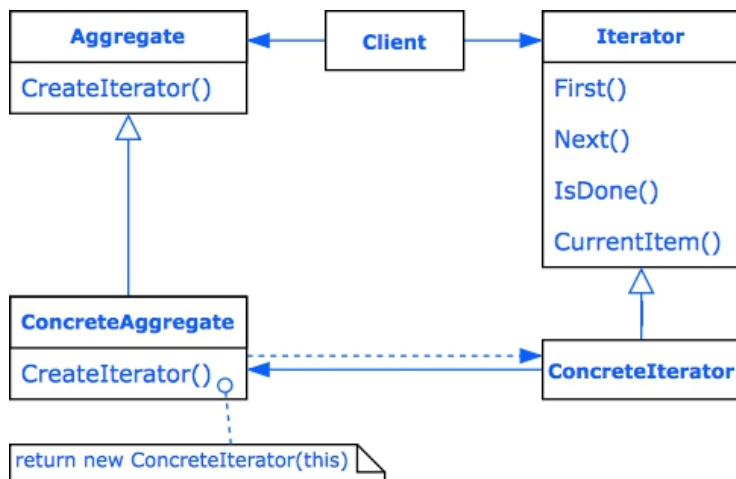 Aggregate
CreateIterator()
Client
Iterator
First()
Next()
IsDone()
CurrentItem()
ConcreteAggregate
CreateIterator()
ConcreteIterator
return new ConcreteIterator(this)